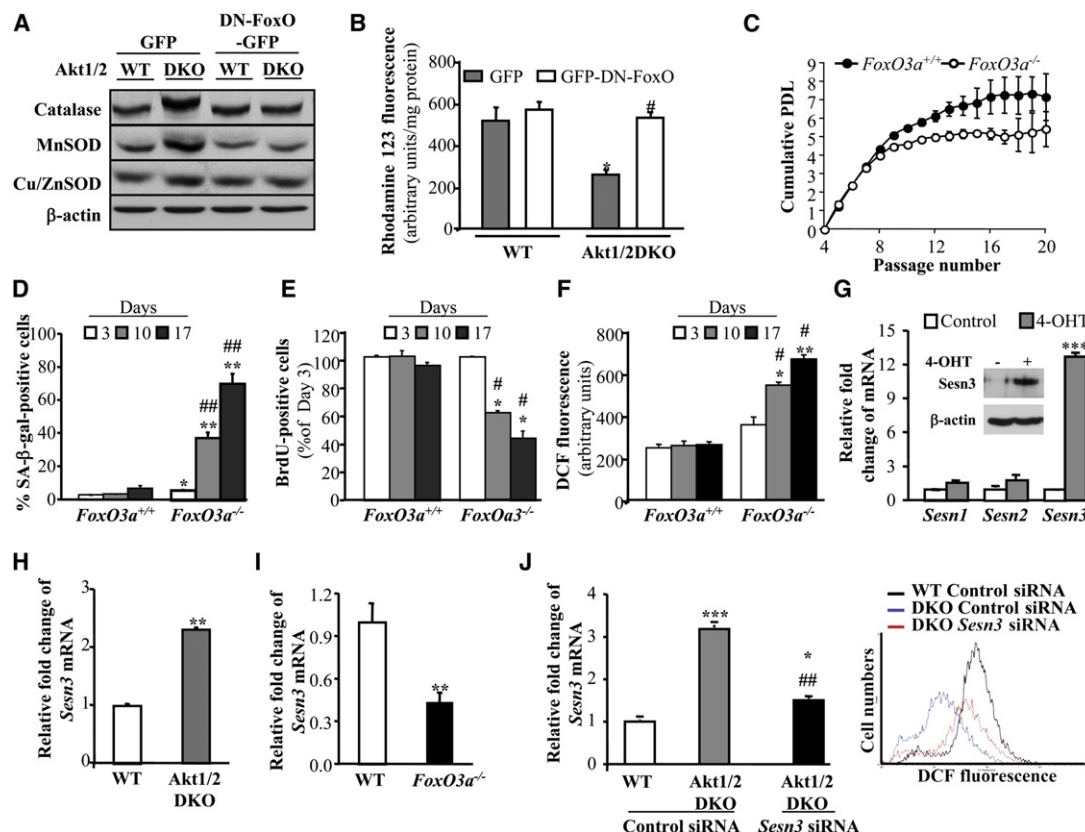 A
GFP
DN-FoxO
-GFP
Akt1/2
WT DKO WT DKO
Catalase
MnSOD
Cu/ZnSOD
β-actin
B
Rhodamine 123 fluorescence
(arbitrary units/mg protein)
GFP GFP-DN-FoxO
800
600
400
200
0
*
#
WT Akt1/2DKO
C
FoxO3a+/+ FoxO3a-/-
Cumulative PDL
9
8
7
6
5
4
3
2
1
0
4 8 12 16 20
Passage number
D
Days
3 10 17
% SA-β-gal-positive cells
100
80
60
40
20
0
*
##
**
##
**
FoxO3a+/+ FoxO3a-/-
E
Days
3 10 17
BrdU-positive cells
(%of Day 3)
120
100
80
60
40
20
0
#
*
#
*
FoxO3a+/+ FoxOa3-/-
F
Days
3 10 17
DCF fluorescence
(arbitrary units)
800
600
400
200
0
#
*
#
**
FoxO3a+/+ FoxO3a-/-
G
Control 4-OHT
Relative fold
change of mRNA
15
12
9
6
3
0
4-OHT - +
Sesn3
β-actin
***
Sesn1 Sesn2 Sesn3
H
Relative fold change of
Sesn3 mRNA
3
2
1
0
**
WT Akt1/2
DKO
I
Relative fold change of
Sesn3 mRNA
1.2
0.9
0.6
0.3
0.0
**
WT FoxO3a-/-
J
Relative fold change of
Sesn3 mRNA
4
3
2
1
0
***
*
##
WT Akt1/2 Akt1/2
DKO DKO
Control siRNA Sesn3 siRNA
WT Control siRNA
DKO Control siRNA
DKO Sesn3 siRNA
Cell numbers
DCF fluorescence